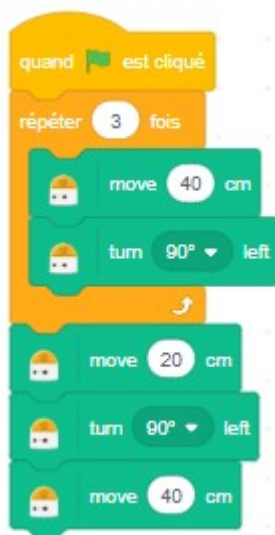 quand est cliqué
répéter 3 fois
move 40 cm
turn 90° left
move 20 cm
turn 90° left
move 40 cm